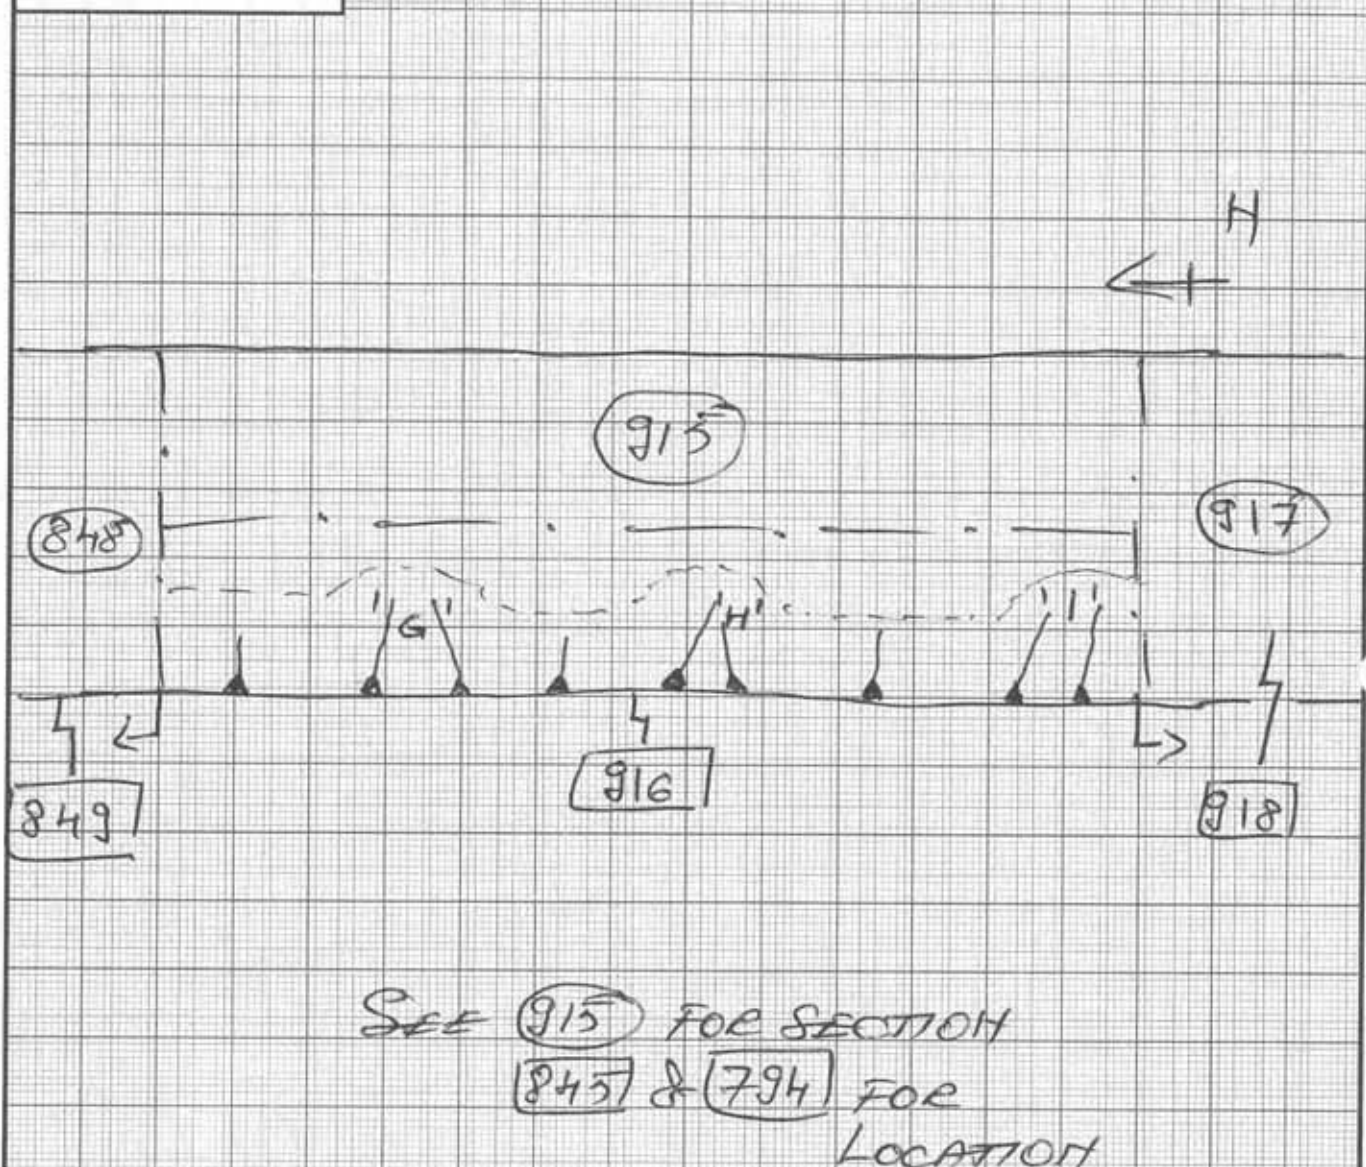 N
915
848
917
'G'
'H'
'I'
849
916
918
SEE 915 FOR SECTION
845 & 794 FOR
LOCATION